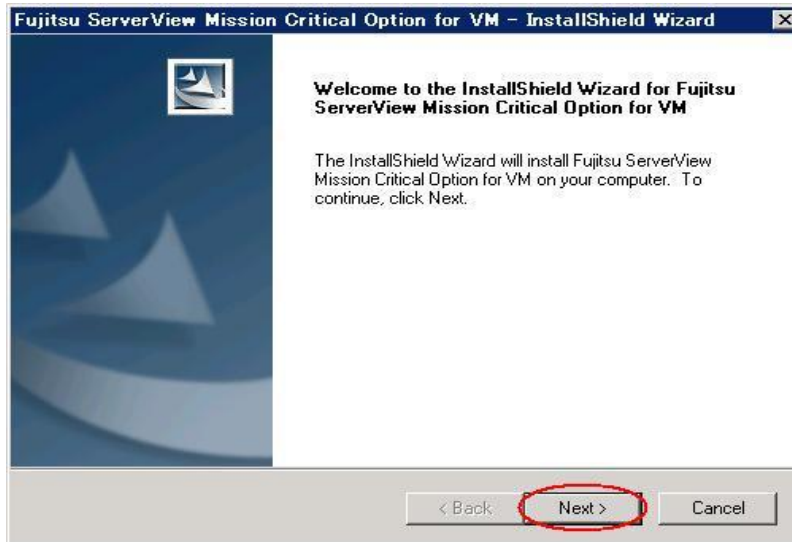 Fujitsu ServerView Mission Critical Option for VM - InstallShield Wizard
Welcome to the InstallShield Wizard for Fujitsu
ServerView Mission Critical Option for VM
The InstallShield Wizard will install Fujitsu ServerView
Mission Critical Option for VM on your computer. To
continue, click Next.
< Back Next > Cancel